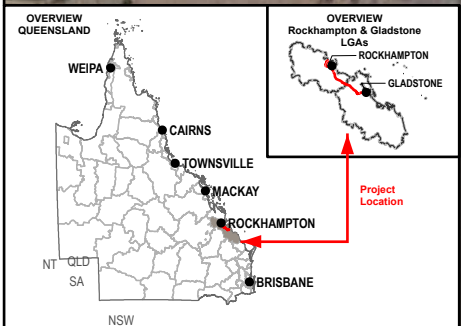 OVERVIEW
QUEENSLAND
WEIPA
CAIRNS
TOWNSVILLE
MACKAY
ROCKHAMPTON
BRISBANE
NT
QLD
SA
NSW
OVERVIEW
Rockhampton & Gladstone
LGAs
ROCKHAMPTON
GLADSTONE
Project
Location